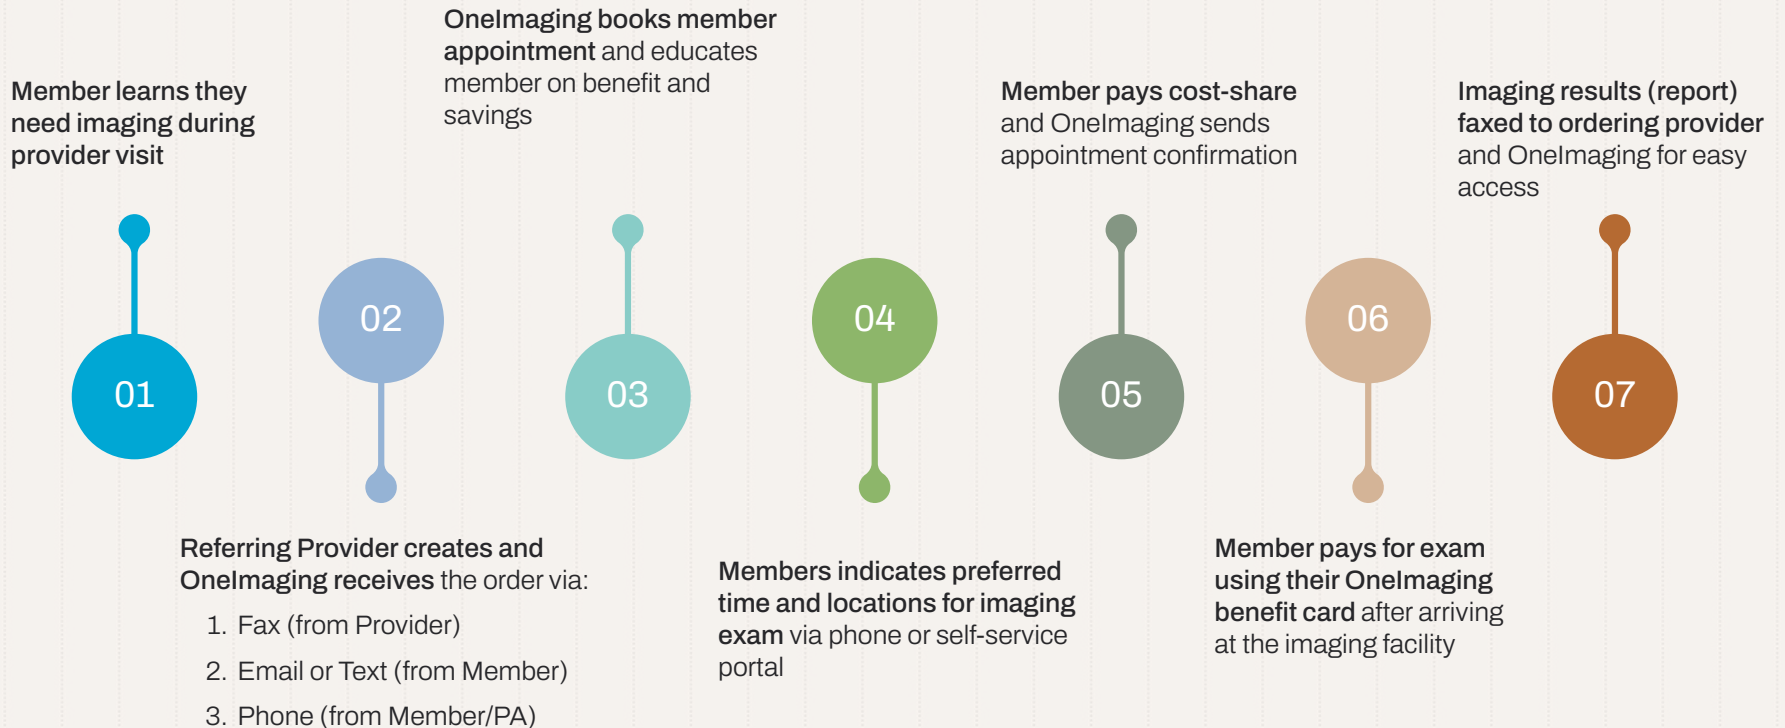 Member learns they
need imaging during
provider visit
01
02
Referring Provider creates and
OneImaging receives the order via:
1. Fax (from Provider)
2. Email or Text (from Member)
3. Phone (from Member/PA)
OneImaging books member
appointment and educates
member on benefit and
savings
03
04
Members indicates preferred
time and locations for imaging
exam via phone or self-service
portal
Member pays cost-share
and OneImaging sends
appointment confirmation
05
06
Member pays for exam
using their OneImaging
benefit card after arriving
at the imaging facility
Imaging results (report)
faxed to ordering provider
and OneImaging for easy
access
07